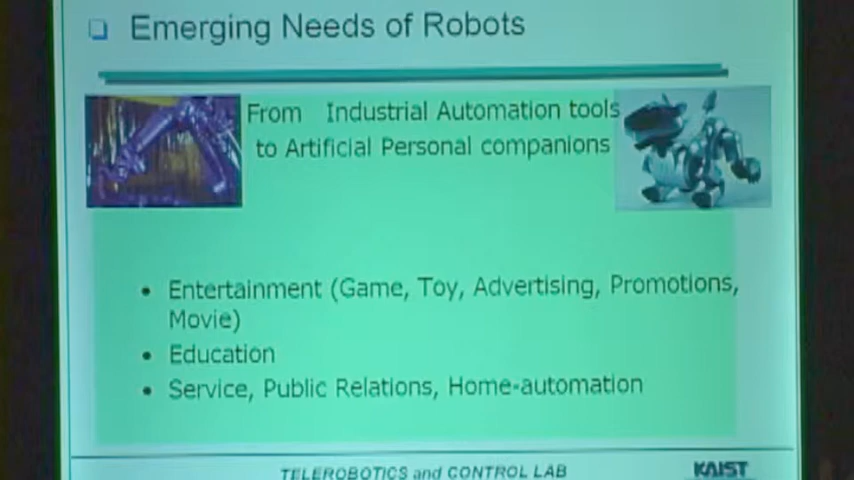 Emerging Needs of Robots
From Industrial Automation tools
to Artificial Personal companions
• Entertainment (Game, Toy, Advertising, Promotions,
Movie)
• Education
• Service, Public Relations, Home-automation
TELEROBOTICS and CONTROL LAB
KAIST